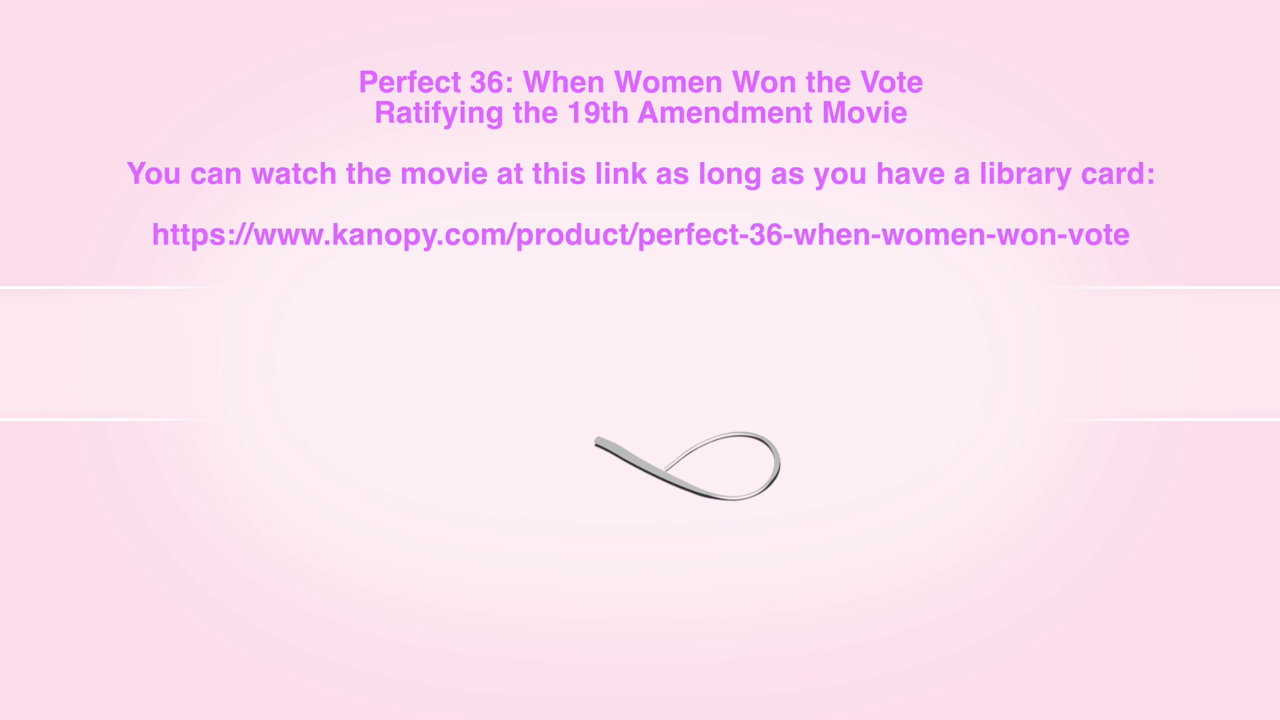 Perfect 36: When Women Won the Vote
Ratifying the 19th Amendment Movie
You can watch the movie at this link as long as you have a library card:
https://www.kanopy.com/product/perfect-36-when-women-won-vote